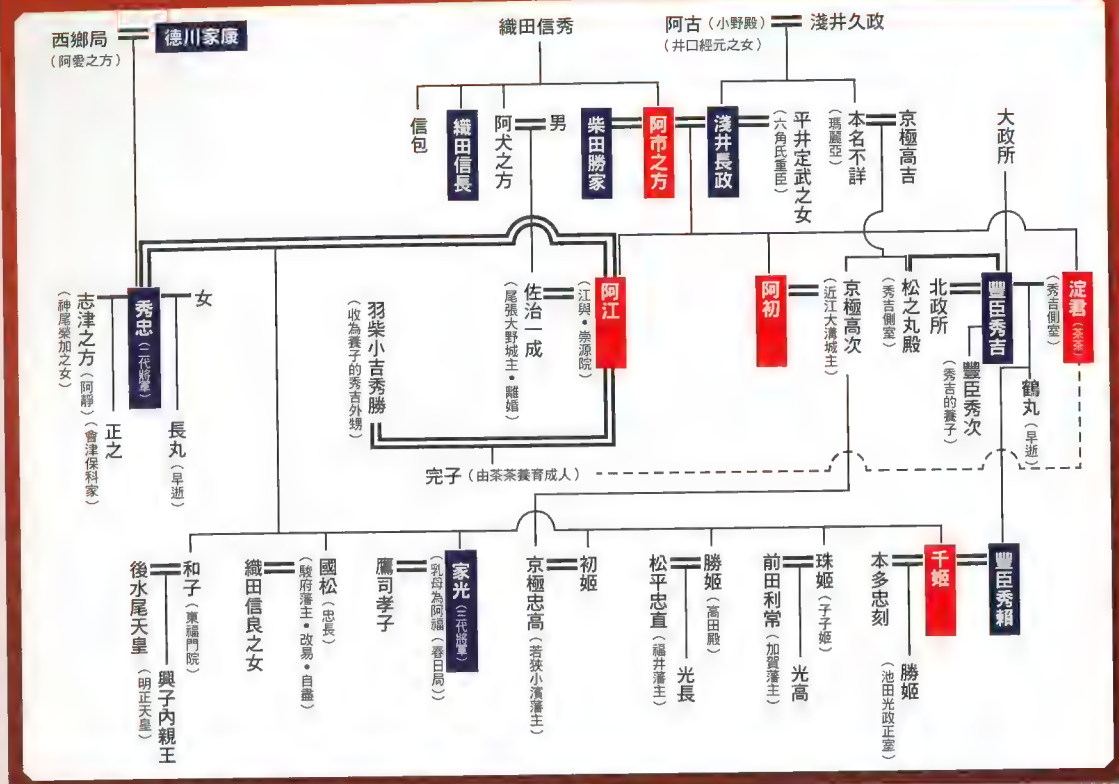 西鄉局
（阿愛之方）
德川家康
織田信秀
阿古（小野殿）
（井口經元之女）
淺井久政
信包
織田信長
阿犬之方
男
柴田勝家
阿市之方
淺井長政
平井定武之女
（六角氏重臣）
本名不詳
（瑪麗亞）
京極高吉
大政所
志津之方（阿靜）
（神尾榮加之女）
秀忠（二代將軍）
女
正之
（會津保科家）
長丸（早逝）
羽柴小吉秀勝
（收為養子的秀吉外甥）
佐治一成
（尾張大野城主・離婚）
阿江
（江與・崇源院）
阿初
京極高次
（近江大溝城主）
松之丸殿
（秀吉側室）
北政所
豐臣秀吉
淀君（茶茶）
（秀吉側室）
豐臣秀次
（秀吉的養子）
鶴丸（早逝）
完子（由茶茶養育成人）
後水尾天皇
和子（東福門院）
興子內親王
（明正天皇）
織田信良之女
國松（忠長）
（駿府藩主・改易・自盡）
鷹司孝子
家光（三代將軍）
（乳母為阿福（春日局））
京極忠高（若狹小濱藩主）
初姬
松平忠直（福井藩主）
勝姬（高田殿）
光長
前田利常（加賀藩主）
珠姬（子子姬）
光高
本多忠刻
千姬
豐臣秀賴
勝姬
（池田光政正室）